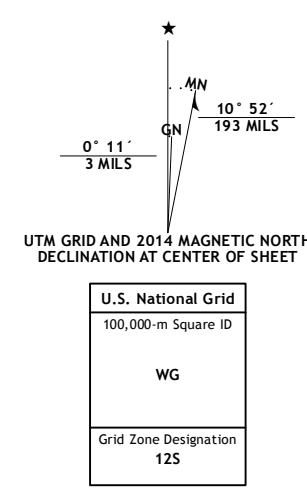 ★
MN
GN
10° 52´
193 MILS
0° 11´
3 MILS
UTM GRID AND 2014 MAGNETIC NORTH
DECLINATION AT CENTER OF SHEET
U.S. National Grid
100,000-m Square ID
WG
Grid Zone Designation
12S